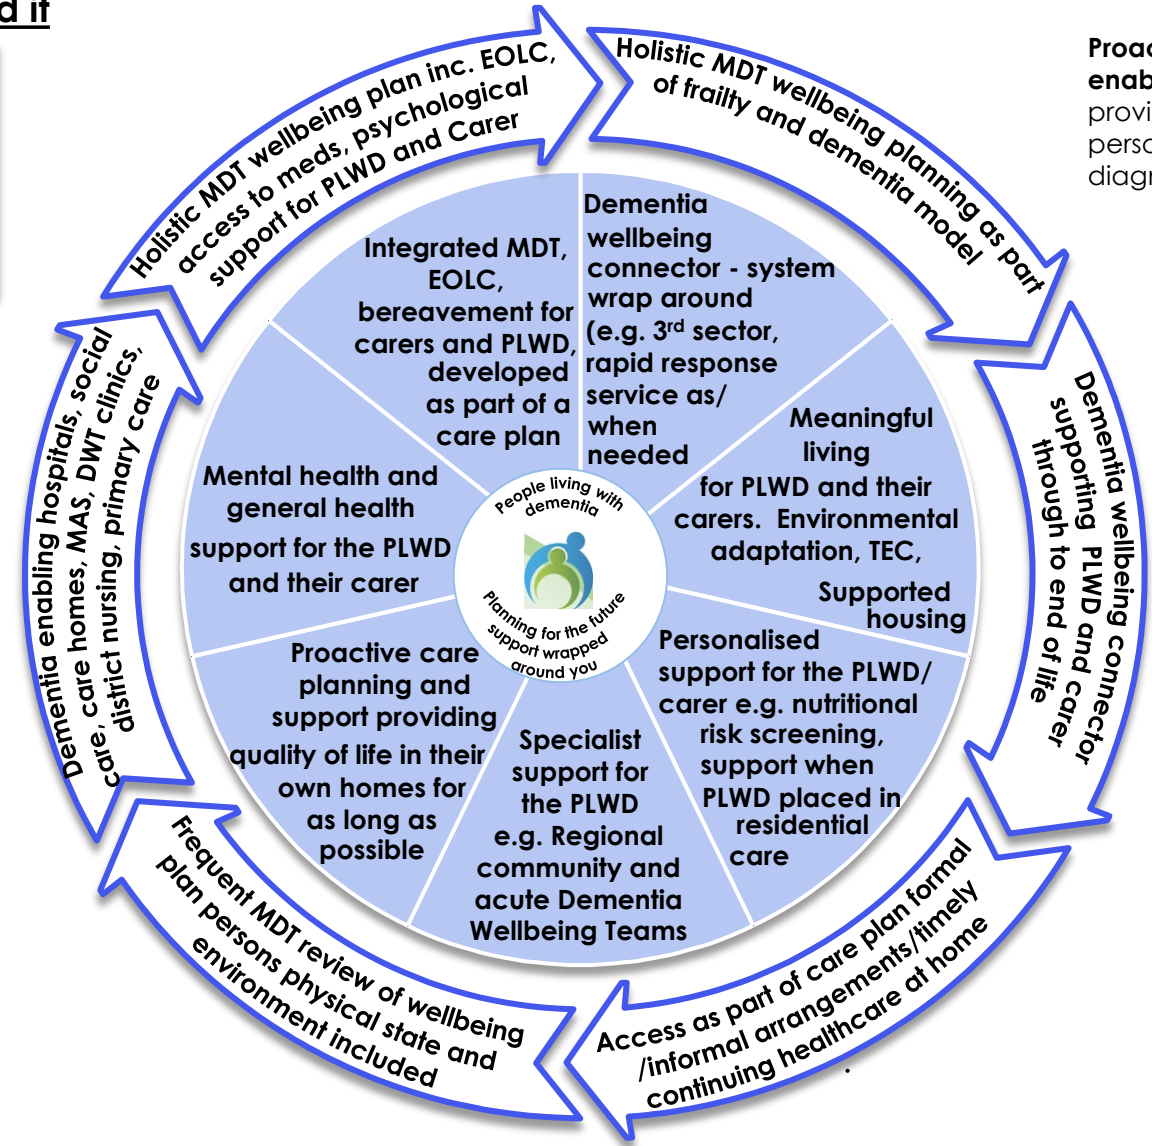 d if
Proac
enab
provi
perso
diagn
Holistic MDT wellbeing plan inc. EOLC,
access to meds, psychological
support for PLWD and Carer
Holistic MDT wellbeing planning as part
of frailty and dementia model
Dementia wellbeing connector
supporting PLWD and carer
through to end of life
Access as part of care plan formal
/informal arrangements/timely
continuing healthcare at home
.
Frequent MDT review of wellbeing
plan persons physical state and
environment included
Dementia enabling hospitals, social
care, care homes, MAS, DWT clinics,
district nursing, primary care
Dementia
wellbeing
connector - system
wrap around
(e.g. 3rd sector,
rapid response
service as/
when
needed
Meaningful
living
for PLWD and their
carers. Environmental
adaptation, TEC,
Supported
housing
Personalised
support for the PLWD/
carer e.g. nutritional
risk screening,
support when
PLWD placed in
residential
care
Specialist
support for
the PLWD
e.g. Regional
community and
acute Dementia
Wellbeing Teams
Proactive care
planning and
support providing
quality of life in their
own homes for
as long as
possible
Mental health and
general health
support for the PLWD
and their carer
Integrated MDT,
EOLC,
bereavement for
carers and PLWD,
developed
as part of a
care plan
People living with
dementia
Planning for the future
support wrapped
around you